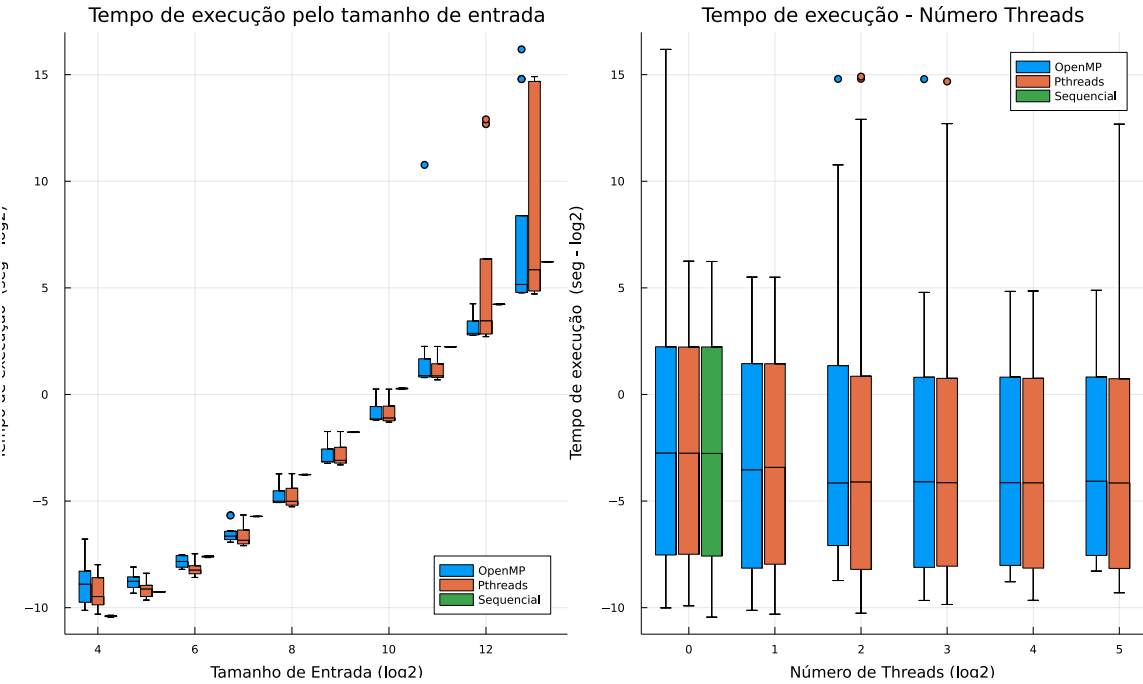 Tempo de execução pelo tamanho de entrada
15
10
5
0
−5
−10
4
6
8
10
12
Tamanho de Entrada (log2)
OpenMP
Pthreads
Sequencial
Tempo de execução - Número Threads
Tempo de execução (seg - log2)
15
10
5
0
−5
−10
0
1
2
3
4
5
Número de Threads (log2)
OpenMP
Pthreads
Sequencial